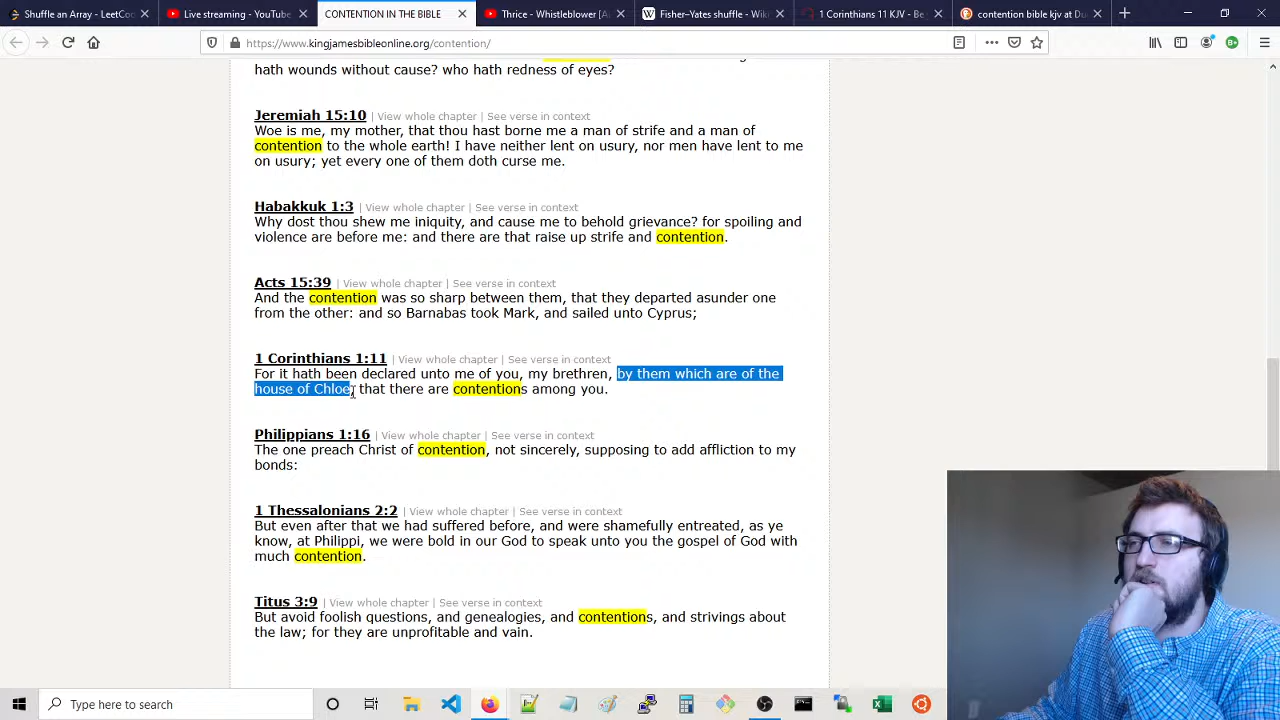 Shuffle an Array - LeetCo
Live streaming - YouTube
CONTENTION IN THE BIBLE
Thrice - Whistleblower [A
Fisher–Yates shuffle - Wiki
1 Corinthians 11 KJV - Be
contention bible kjv at Du
https://www.kingjamesbibleonline.org/contention/
hath wounds without cause? who hath redness of eyes?
Jeremiah 15:10 | View whole chapter | See verse in context
Woe is me, my mother, that thou hast borne me a man of strife and a man of
contention to the whole earth! I have neither lent on usury, nor men have lent to me
on usury; yet every one of them doth curse me.
Habakkuk 1:3 | View whole chapter | See verse in context
Why dost thou shew me iniquity, and cause me to behold grievance? for spoiling and
violence are before me: and there are that raise up strife and contention.
Acts 15:39 | View whole chapter | See verse in context
And the contention was so sharp between them, that they departed asunder one
from the other: and so Barnabas took Mark, and sailed unto Cyprus;
1 Corinthians 1:11 | View whole chapter | See verse in context
For it hath been declared unto me of you, my brethren, by them which are of the
house of Chloe, that there are contentions among you.
Philippians 1:16 | View whole chapter | See verse in context
The one preach Christ of contention, not sincerely, supposing to add affliction to my
bonds:
1 Thessalonians 2:2 | View whole chapter | See verse in context
But even after that we had suffered before, and were shamefully entreated, as ye
know, at Philippi, we were bold in our God to speak unto you the gospel of God with
much contention.
Titus 3:9 | View whole chapter | See verse in context
But avoid foolish questions, and genealogies, and contentions, and strivings about
the law; for they are unprofitable and vain.
Type here to search